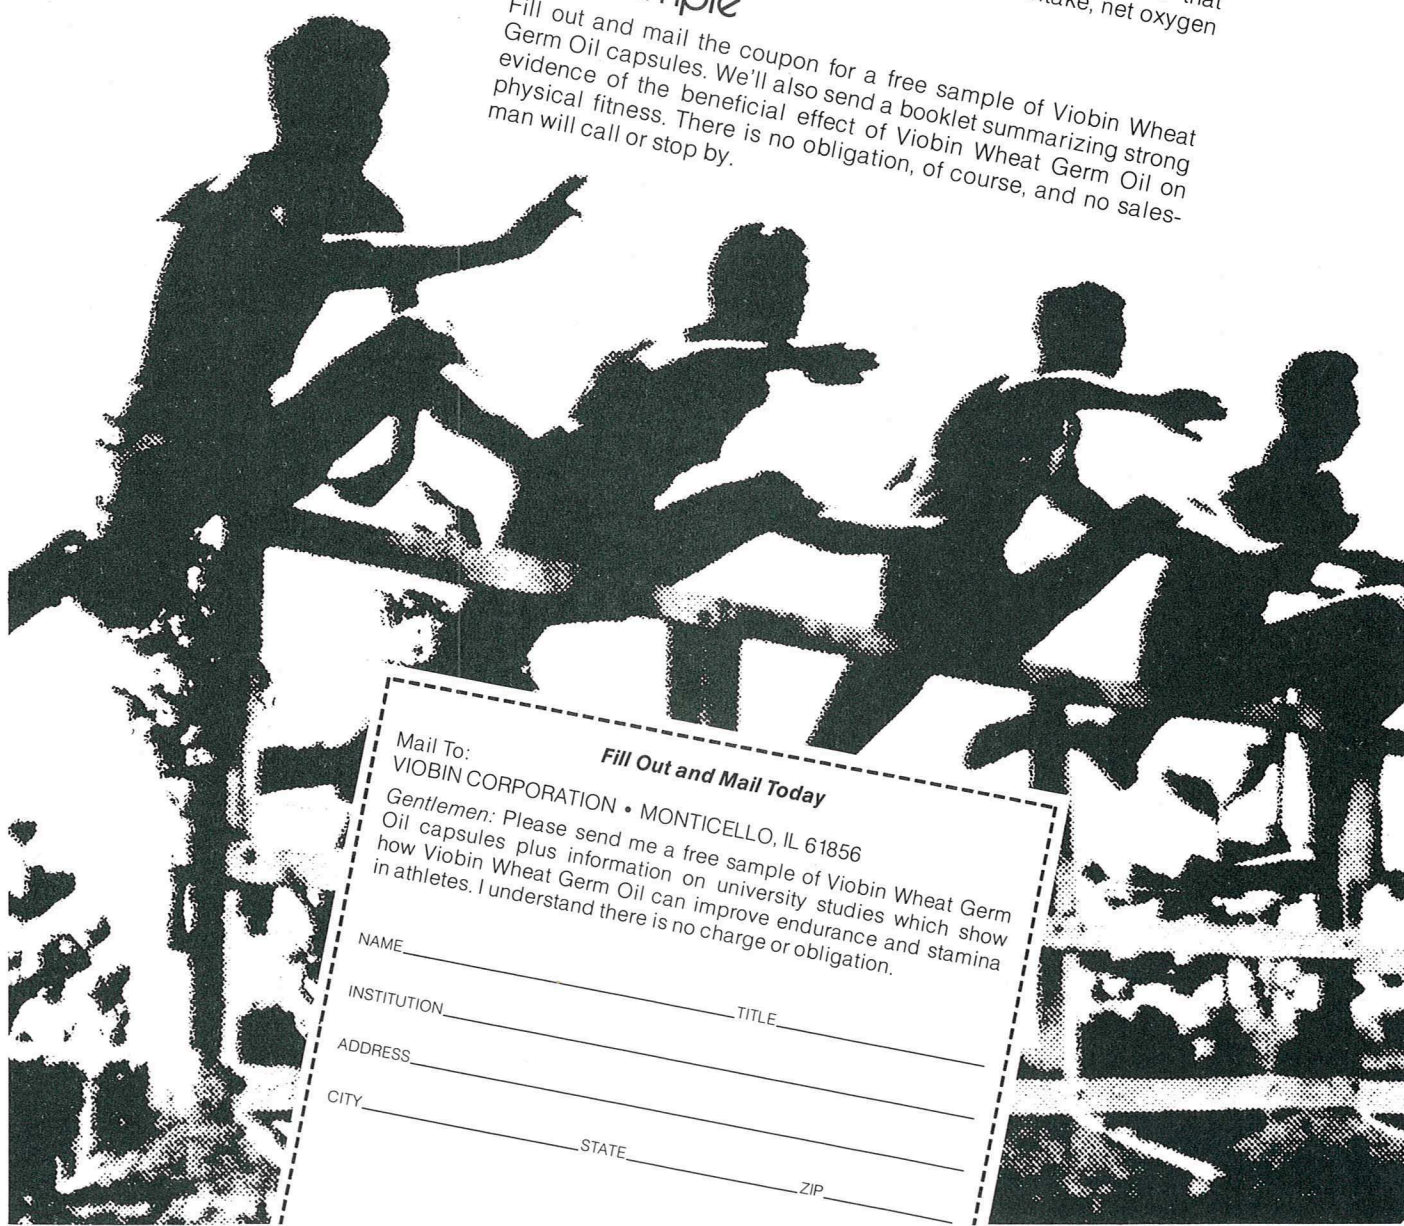 that
net oxygen
Fill out and mail the coupon for a free sample of Viobin Wheat
Germ Oil capsules. We'll also send a booklet summarizing strong
evidence of the beneficial effect of Viobin Wheat Germ Oil on
physical fitness. There is no obligation, of course, and no sales-
man will call or stop by.
Fill Out and Mail Today
Mail To:
VIOBIN CORPORATION • MONTICELLO, IL 61856
Gentlemen: Please send me a free sample of Viobin Wheat Germ
Oil capsules plus information on university studies which show
how Viobin Wheat Germ Oil can improve endurance and stamina
in athletes. I understand there is no charge or obligation.
NAME TITLE
INSTITUTION
ADDRESS
CITY STATE ZIP